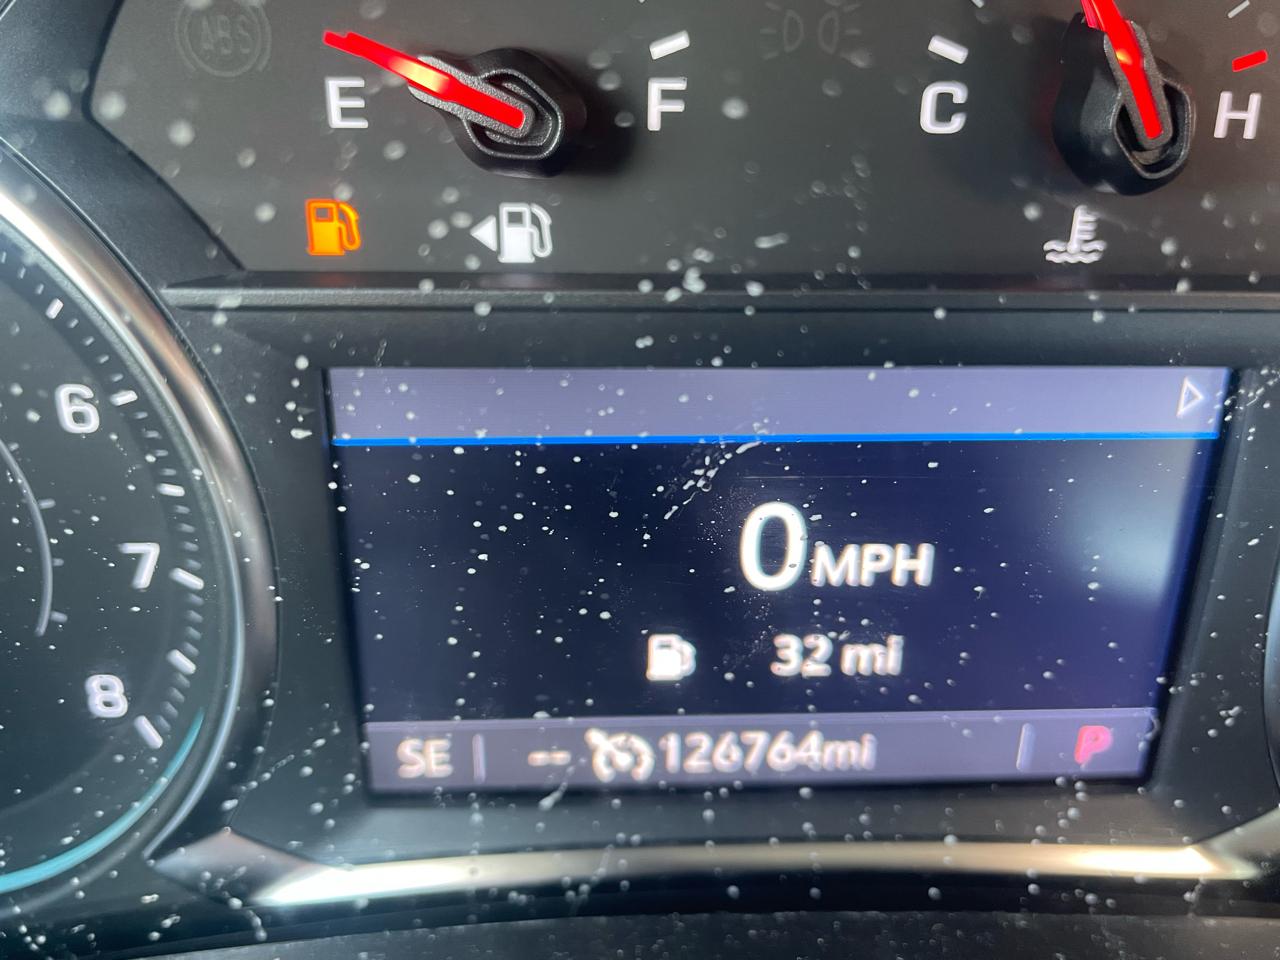 ABS
E F C H
6
7
8
0 MPH
32 mi
SE -- 126764mi P